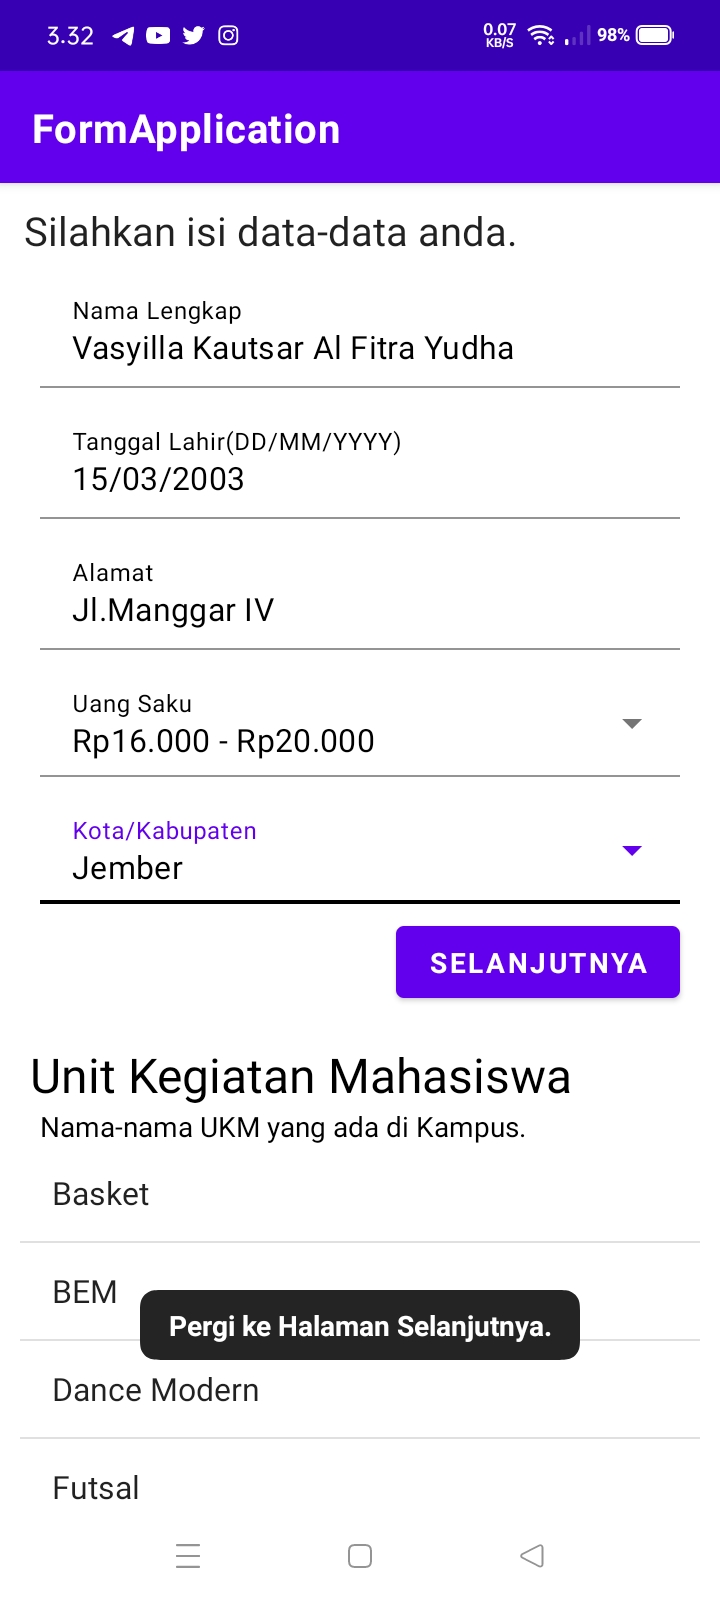 3.32
0.07
KB/S
98%
FormApplication
Silahkan isi data-data anda.
Nama Lengkap
Vasyilla Kautsar Al Fitra Yudha
Tanggal Lahir(DD/MM/YYYY)
15/03/2003
Alamat
Jl.Manggar IV
Uang Saku
Rp16.000 - Rp20.000
Kota/Kabupaten
Jember
SELANJUTNYA
Unit Kegiatan Mahasiswa
Nama-nama UKM yang ada di Kampus.
Basket
BEM
Pergi ke Halaman Selanjutnya.
Dance Modern
Futsal